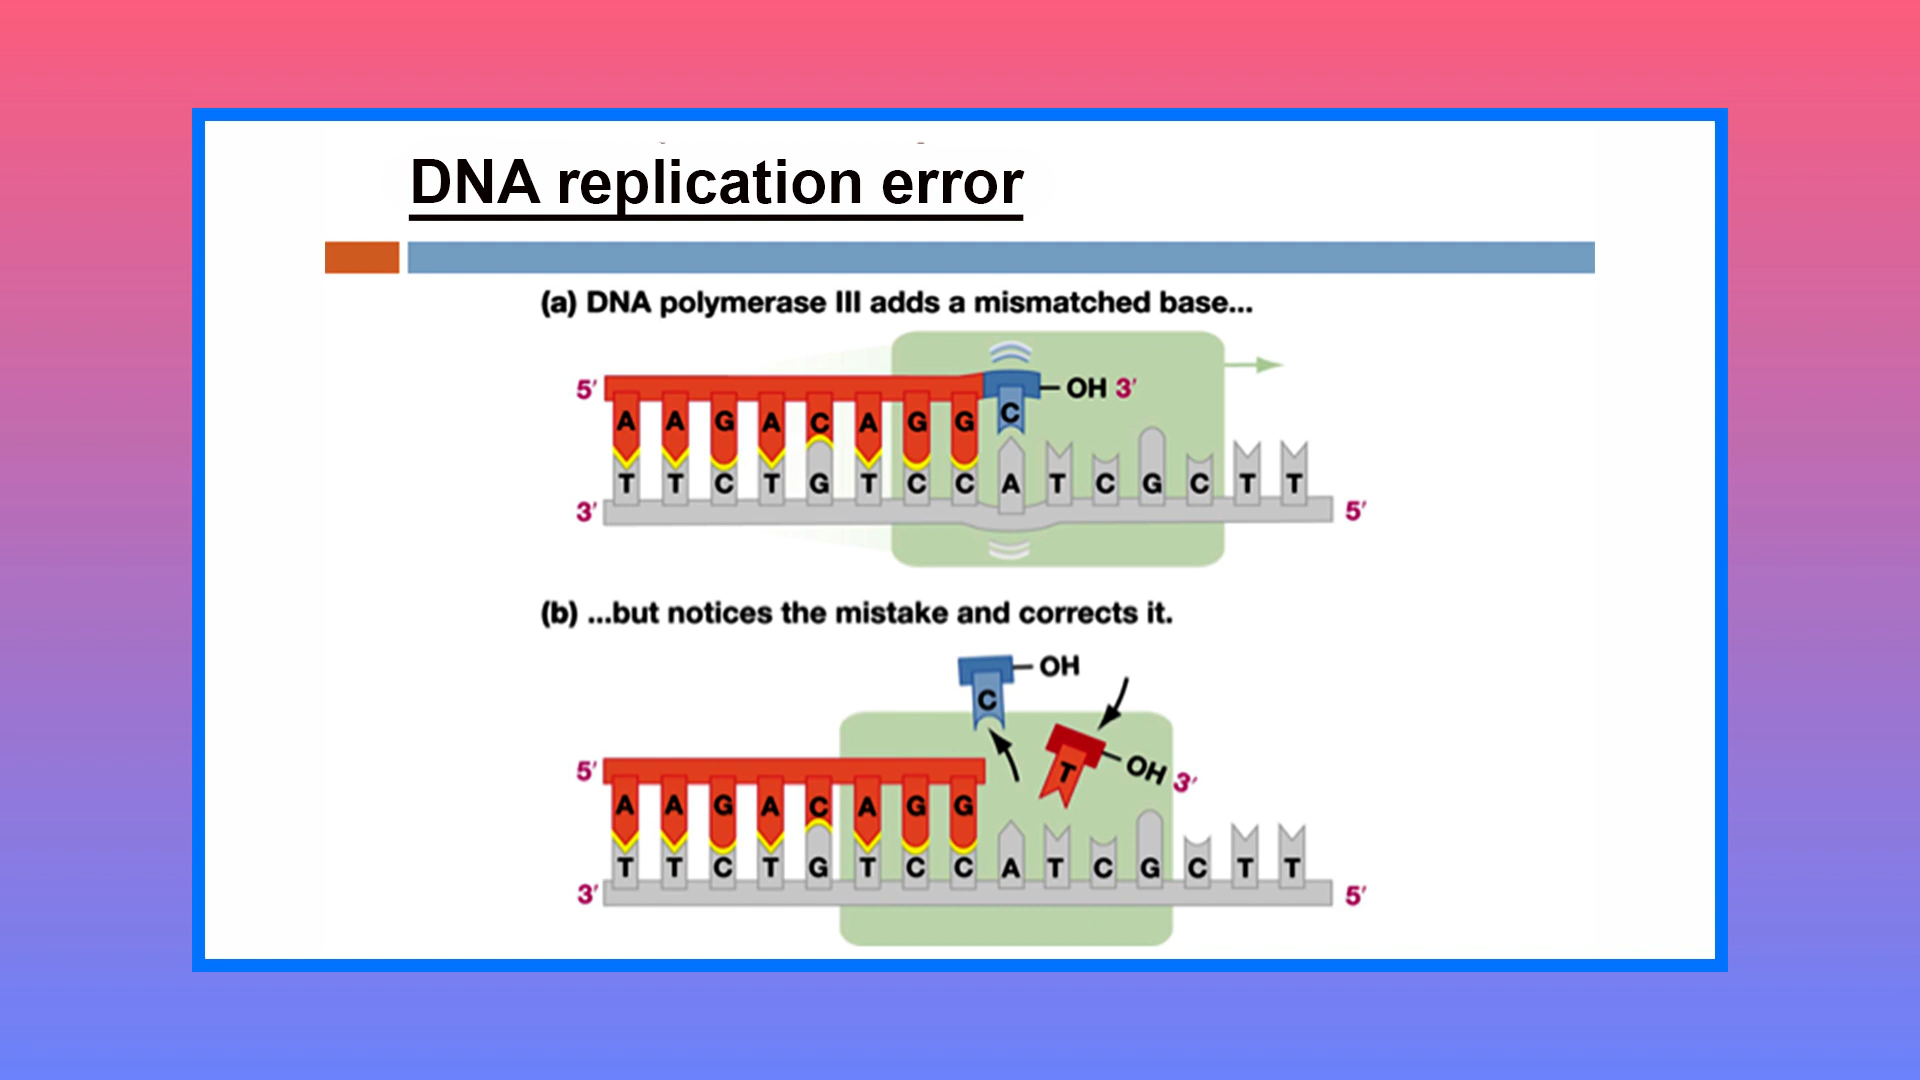 DNA replication error
(a) DNA polymerase III adds a mismatched base...
5′ A A G A C A G G C – OH 3′
3′ T T C T G T C C A T C G C T T 5′
(b) ...but notices the mistake and corrects it.
C – OH
T – OH 3′
5′ A A G A C A G G
3′ T T C T G T C C A T C G C T T 5′